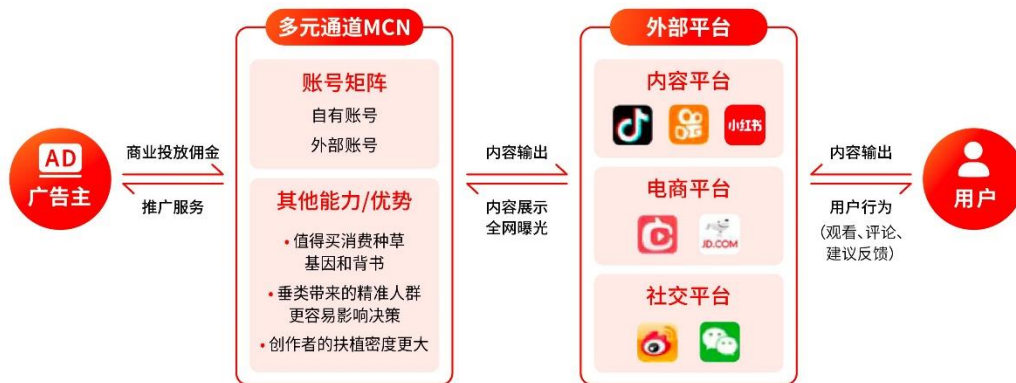 多元通道MCN
外部平台
账号矩阵
自有账号
外部账号
内容平台
小红书
AD
广告主
商业投放佣金
推广服务
其他能力/优势
• 值得买消费种草
基因和背书
• 垂类带来的精准人群
更容易影响决策
• 创作者的扶植密度更大
内容输出
内容展示
全网曝光
电商平台
JD.COM
社交平台
内容输出
用户行为
(观看、评论、
建议反馈)
用户